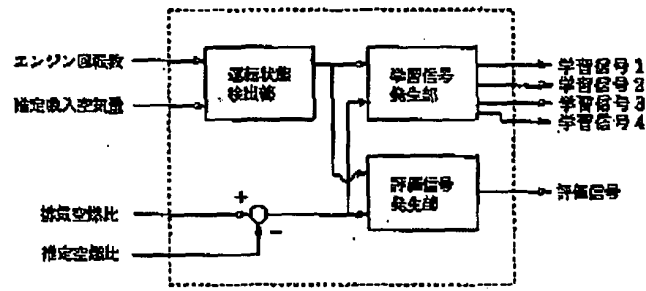 エンジン回転数
推定吸入空気量
運転状態
検出部
学習信号
発生部
学習信号1
学習信号2
学習信号3
学習信号4
評価信号
発生部
評価信号
排気空燃比
+
−
推定空燃比